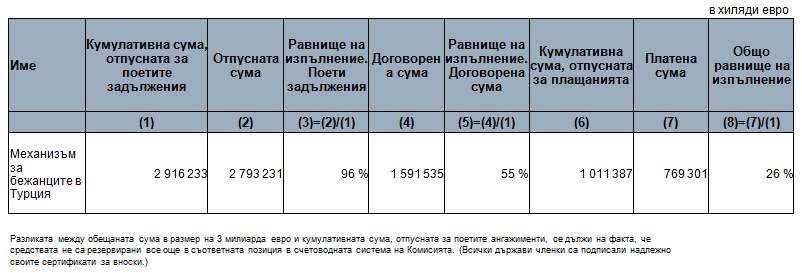 в хиляди евро
Име
Кумулативна сума,
отпусната за
поетите
задължения
Отпусната
сума
Равнище на
изпълнение.
Поети
задължения
Договорен
а сума
Равнище на
изпълнение.
Договорена
сума
Кумулативна
сума, отпусната
за плащанията
Платена
сума
Общо
равнище на
изпълнение
(1) (2) (3)=(2)/(1) (4) (5)=(4)/(1) (6) (7) (8)=(7)/(1)
Механизъм
за
бежанците в
Турция
2 916 233 2 793 231 96 % 1 591 535 55 % 1 011 387 769 301 26 %
Разликата между обещаната сума в размер на 3 милиарда евро и кумулативната сума, отпусната за поетите ангажименти, се дължи на факта, че
средствата не са резервирани все още в съответната позиция в счетоводната система на Комисията. (Всички държави членки са подписали надлежно
своите сертификати за вноски.)